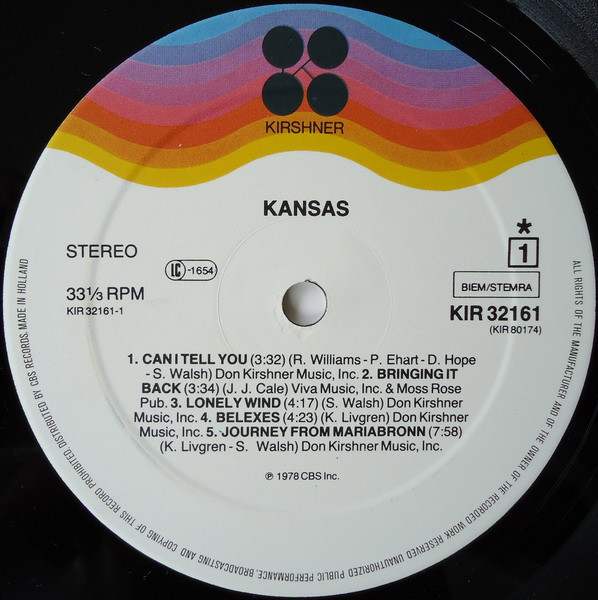 KIRSHNER
KANSAS
STEREO
LC -1654
33⅓ RPM
KIR 32161-1
*
1
BIEM/STEMRA
KIR 32161
(KIR 80174)
1. CAN I TELL YOU (3:32) (R. Williams - P. Ehart - D. Hope
- S. Walsh) Don Kirshner Music, Inc. 2. BRINGING IT
BACK (3:34) (J. J. Cale) Viva Music, Inc. & Moss Rose
Pub. 3. LONELY WIND (4:17) (S. Walsh) Don Kirshner
Music, Inc. 4. BELEXES (4:23) (K. Livgren) Don Kirshner
Music, Inc. 5. JOURNEY FROM MARIABRONN (7:58)
(K. Livgren - S. Walsh) Don Kirshner Music, Inc.
℗ 1978 CBS Inc.
ALL RIGHTS OF THE MANUFACTURER AND OF THE OWNER OF THE RECORDED WORK RESERVED UNAUTHORIZED PUBLIC PERFORMANCE, BROADCASTING AND COPYING OF THIS RECORD PROHIBITED DISTRIBUTED BY CBS RECORDS. MADE IN HOLLAND